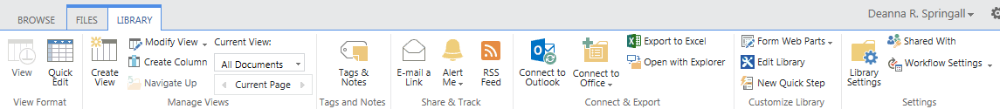 BROWSE FILES LIBRARY
Deanna R. Springall
View
Quick
Edit
View Format
Create
View
Modify View
Create Column
Navigate Up
Current View:
All Documents
Current Page
Manage Views
Tags &
Notes
Tags and Notes
E-mail a
Link
Alert
Me
RSS
Feed
Share & Track
Connect to
Outlook
Connect to
Office
Export to Excel
Open with Explorer
Connect & Export
Form Web Parts
Edit Library
New Quick Step
Customize Library
Library
Settings
Shared With
Workflow Settings
Settings